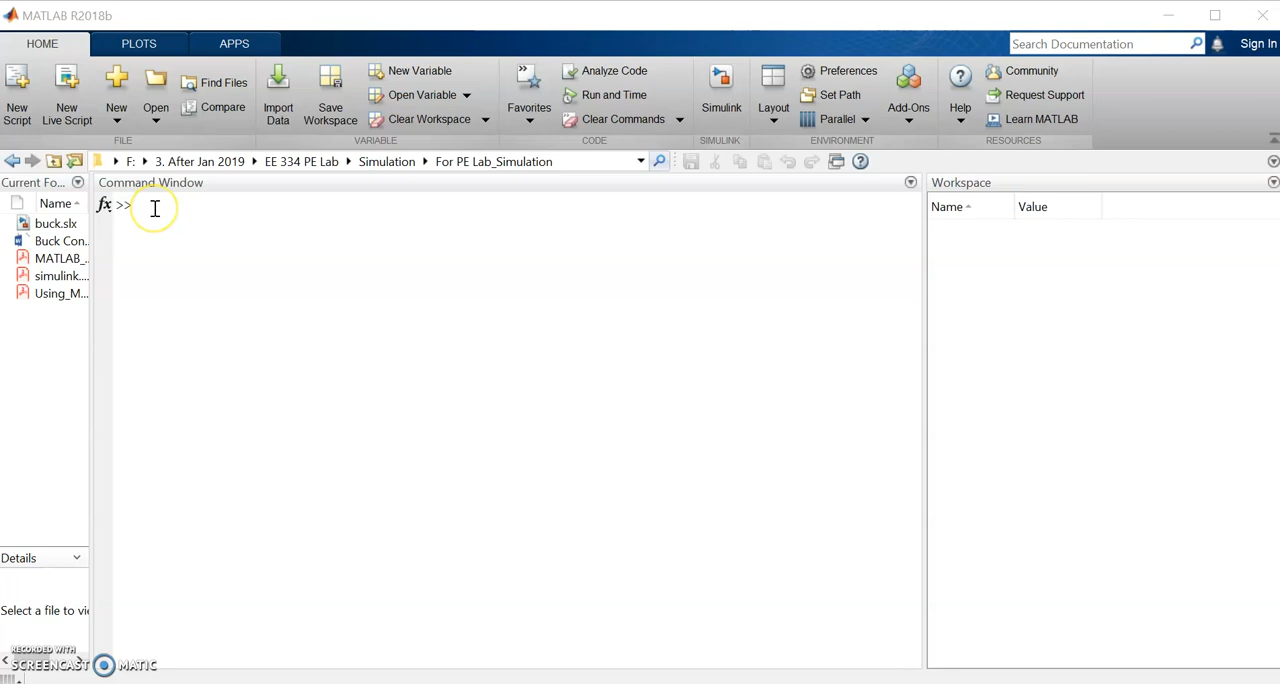 MATLAB R2018b
HOME PLOTS APPS
Search Documentation
Sign In
New Script
New Live Script
New
Open
Find Files
Compare
FILE
Import Data
Save Workspace
New Variable
Open Variable
Clear Workspace
VARIABLE
Favorites
Analyze Code
Run and Time
Clear Commands
CODE
Simulink
SIMULINK
Layout
Preferences
Set Path
Parallel
Add-Ons
ENVIRONMENT
Help
Community
Request Support
Learn MATLAB
RESOURCES
F: 3. After Jan 2019 EE 334 PE Lab Simulation For PE Lab_Simulation
Current Fo...
Name
buck.slx
Buck Con...
MATLAB_...
simulink....
Using_M...
Details
Select a file to vi
Command Window
fx >>
Workspace
Name Value
RECORDED WITH
SCREENCAST MATIC